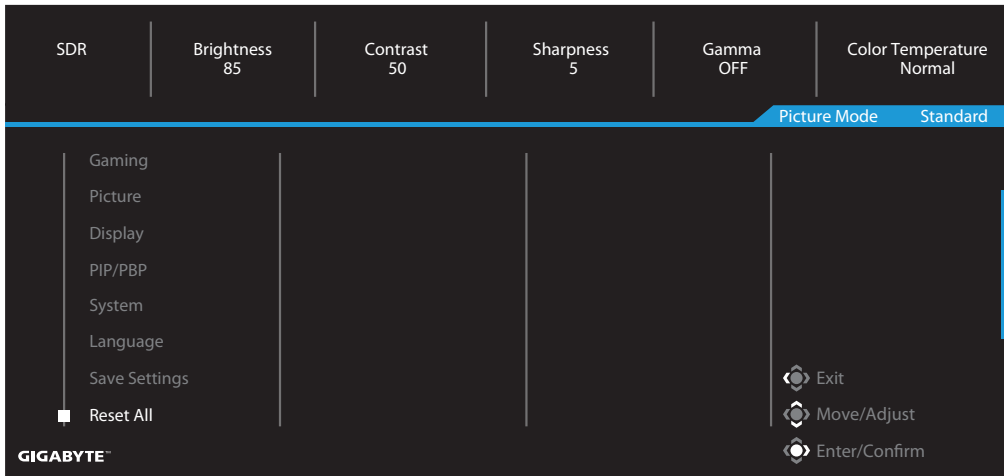 SDR
Brightness
85
Contrast
50
Sharpness
5
Gamma
OFF
Color Temperature
Normal
Picture Mode Standard
Gaming
Picture
Display
PIP/PBP
System
Language
Save Settings
Reset All
Exit
Move/Adjust
Enter/Confirm
GIGABYTE™